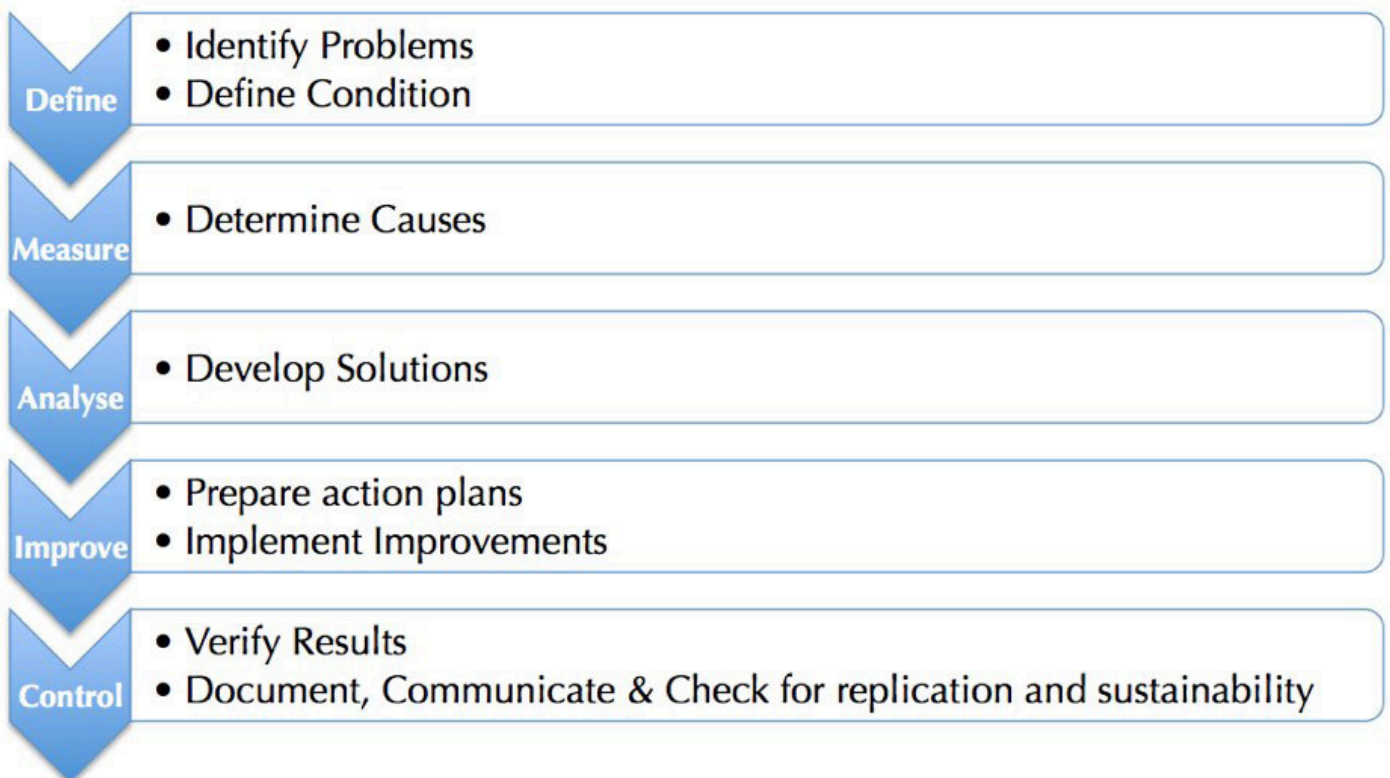 Define
• Identify Problems
• Define Condition
Measure
• Determine Causes
Analyse
• Develop Solutions
Improve
• Prepare action plans
• Implement Improvements
Control
• Verify Results
• Document, Communicate & Check for replication and sustainability